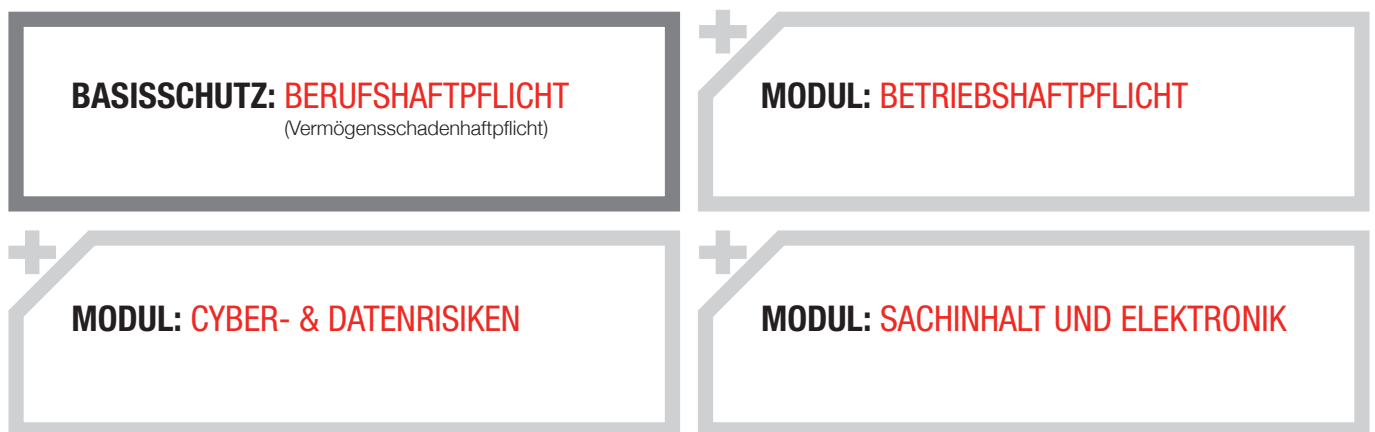 BASISSCHUTZ: BERUFSHAFTPFLICHT
(Vermögensschadenhaftpflicht)
MODUL: BETRIEBSHAFTPFLICHT
MODUL: CYBER- & DATENRISIKEN
MODUL: SACHINHALT UND ELEKTRONIK